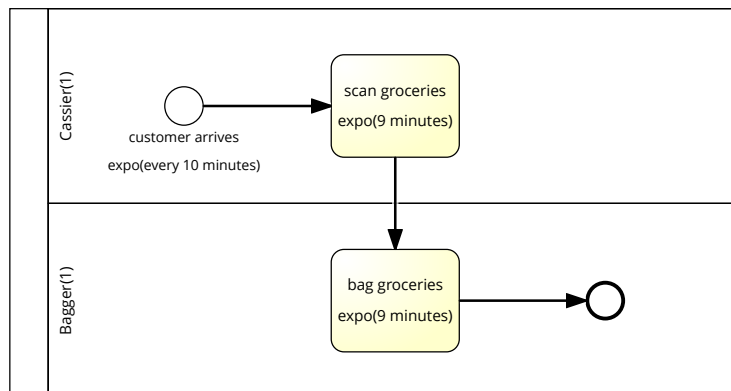 Cassier(1)
customer arrives
expo(every 10 minutes)
scan groceries
expo(9 minutes)
Bagger(1)
bag groceries
expo(9 minutes)